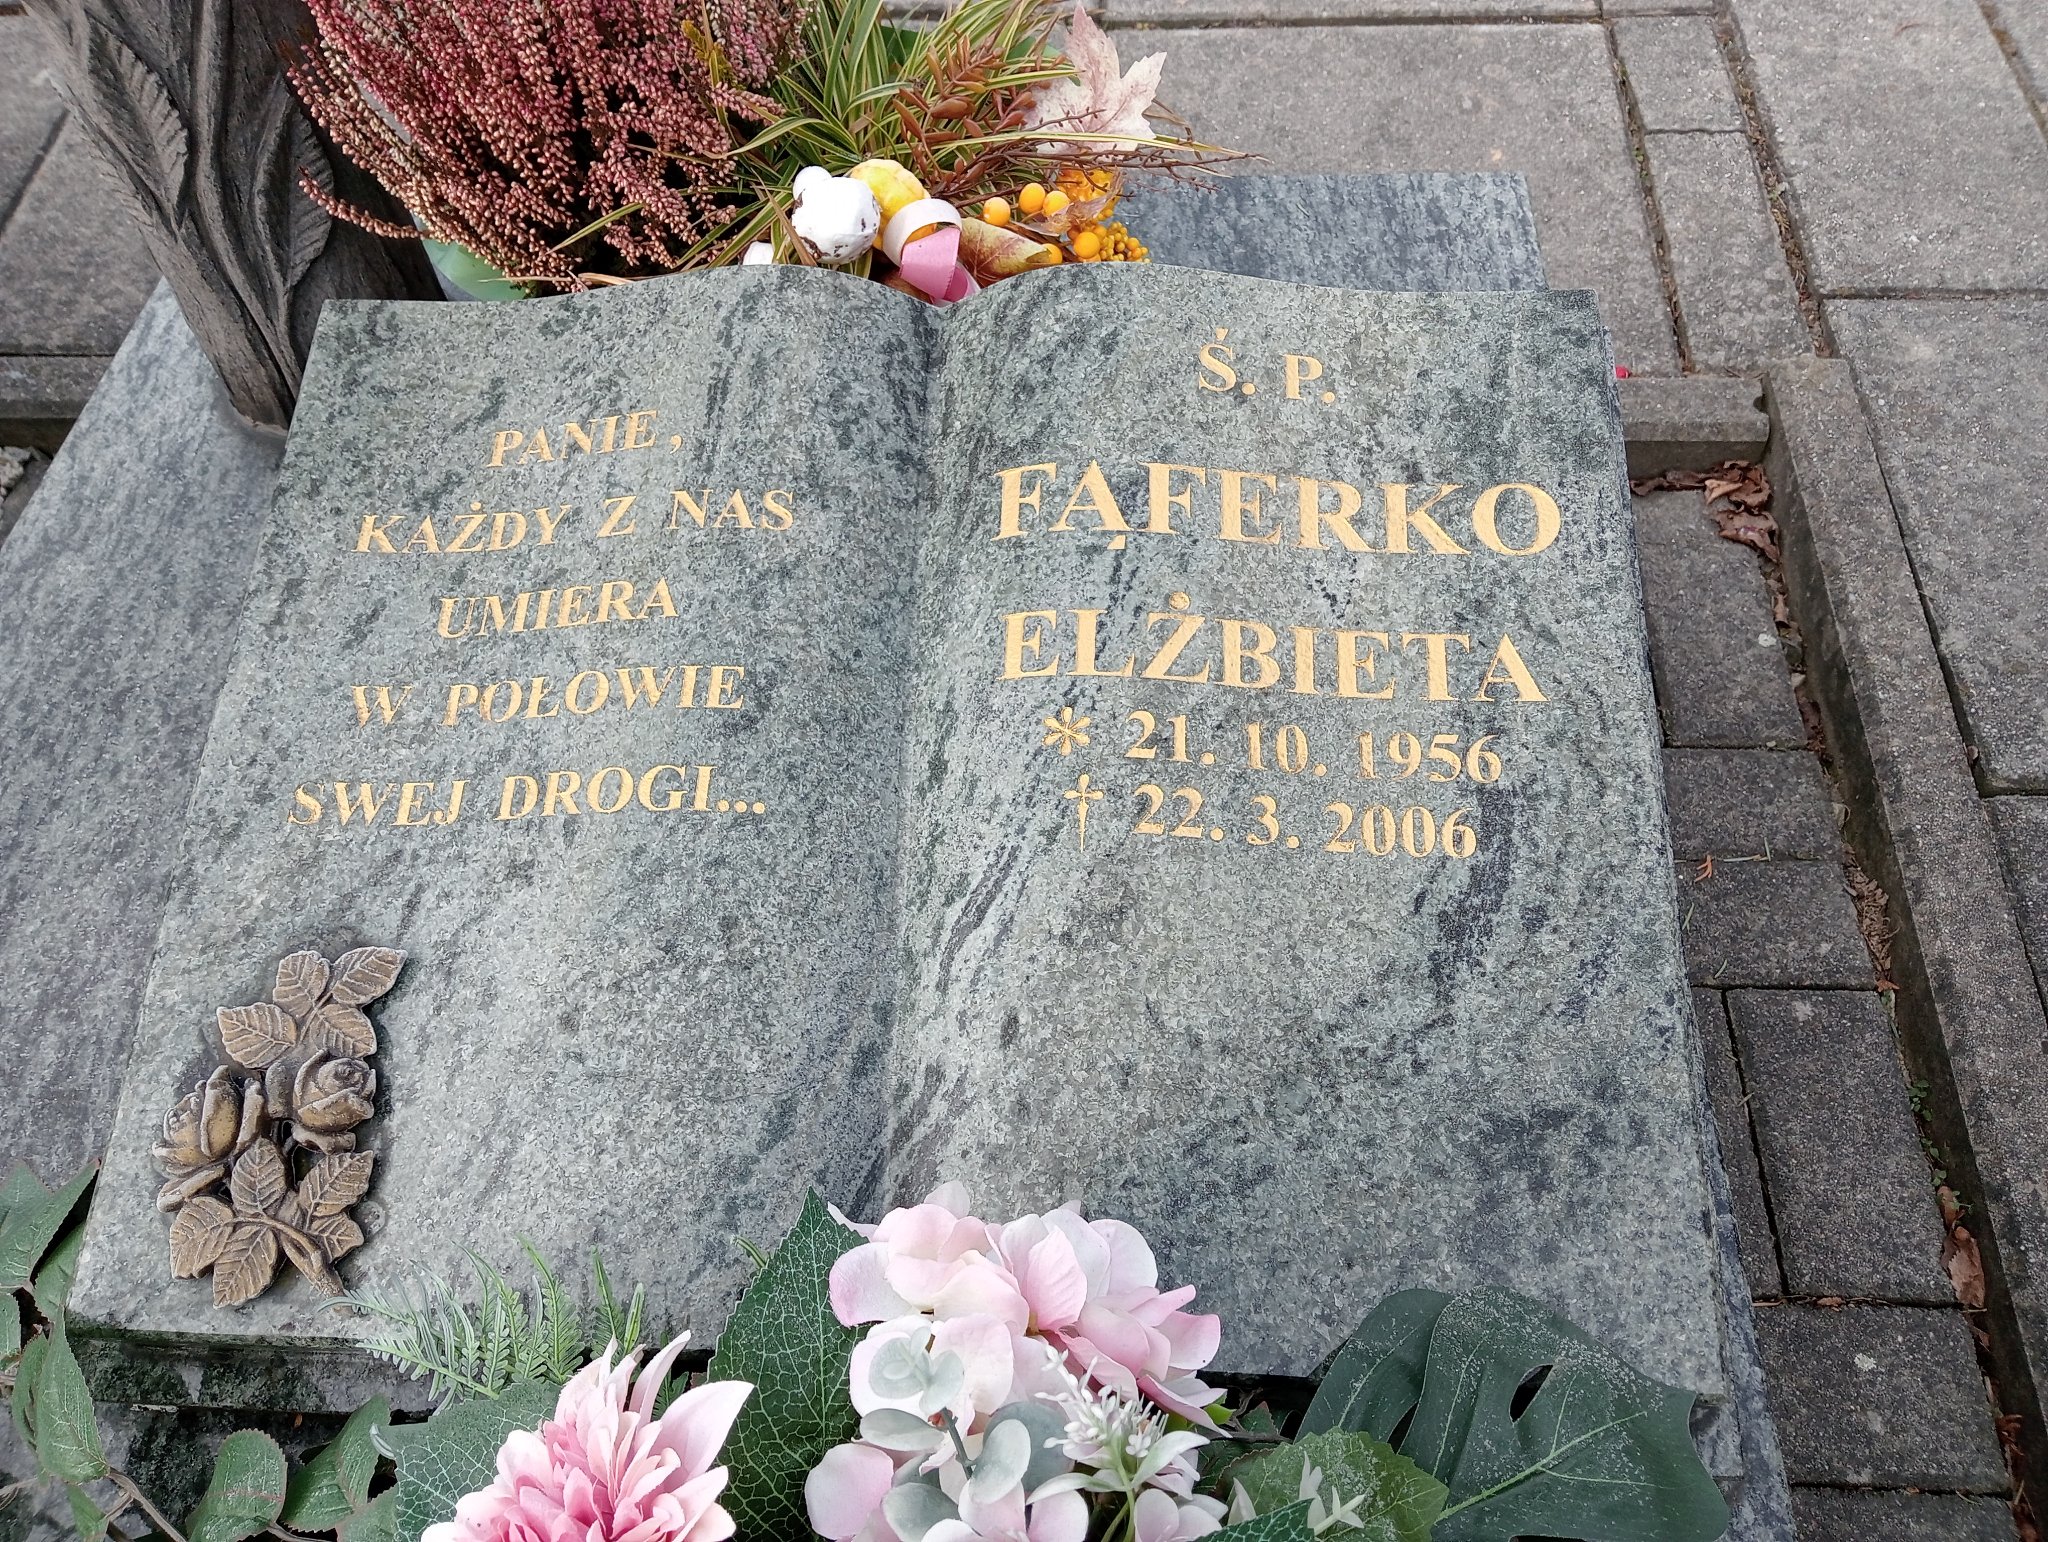 PANIE,
KAŻDY Z NAS
UMIERA
W POŁOWIE
SWEJ DROGI...
Ś. P.
FĄFERKO
ELŻBIETA
* 21. 10. 1956
† 22. 3. 2006